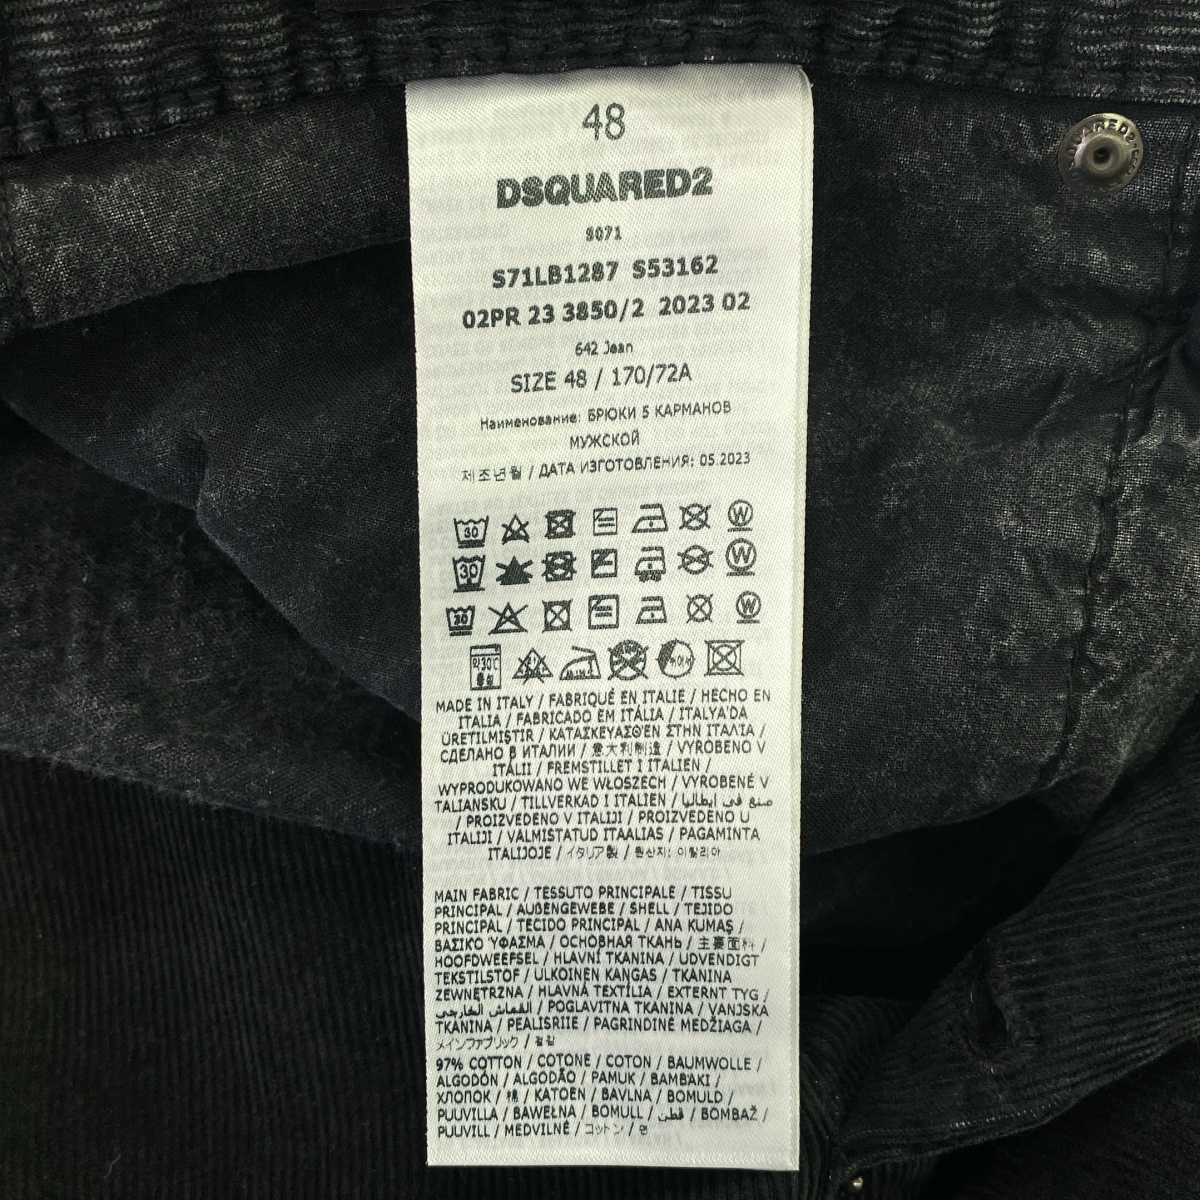 48
DSQUARED2
S071
S71LB1287 S53162
02PR 23 3850/2 2023 02
642 Jean
SIZE 48 / 170/72A
Наименование: БРЮКИ 5 КАРМАНОВ
МУЖСКОЙ
제조년월 / ДАТА ИЗГОТОВЛЕНИЯ: 05.2023
30 W
30 W
30 W
약30℃
MADE IN ITALY / FABRIQUÉ EN ITALIE / HECHO EN
ITALIA / FABRICADO EM ITÁLIA / ITALYA'DA
ÜRETILMIŞTIR / ΚΑΤΑΣΚΕΥΑΣΘΕΝ ΣΤΗΝ ΙΤΑΛΙΑ /
СДЕЛАНО В ИТАЛИИ / 意大利制造 / VYROBENO V
ITÁLII / FREMSTILLET I ITALIEN /
WYPRODUKOWANO WE WŁOSZECH / VYROBENÉ V
TALIANSKU / TILLVERKAD I ITALIEN / صنع في إيطاليا
/ PROIZVEDENO V ITALIJI / PROIZVEDENO U
ITALIJI / VALMISTATUD ITAALIAS / PAGAMINTA
ITALIJOJE / イタリア製 / 원산지: 이탈리아
MAIN FABRIC / TESSUTO PRINCIPALE / TISSU
PRINCIPAL / AUßENGEWEBE / SHELL / TEJIDO
PRINCIPAL / TECIDO PRINCIPAL / ANA KUMAŞ /
ΒΑΣΙΚΌ ΎΦΑΣΜΑ / ОСНОВНАЯ ТКАНЬ / 主要面料 /
HOOFDWEEFSEL / HLAVNÍ TKANINA / UDVENDIGT
TEKSTILSTOF / ULKOINEN KANGAS / TKANINA
ZEWNĘTRZNA / HLAVNÁ TEXTÍLIA / EXTERNT TYG /
القماش الخارجي / POGLAVITNA TKANINA / VANJSKA
TKANINA / PEALISRIIE / PAGRINDINĖ MEDŽIAGA /
メインファブリック / 겉감
97% COTTON / COTONE / COTON / BAUMWOLLE /
ALGODÓN / ALGODÃO / PAMUK / ΒΑΜΒΑΚΙ /
ХЛОПОК / 棉 / KATOEN / BAVLNA / BOMULD /
PUUVILLA / BAWEŁNA / BOMULL / قطن / BOMBAŽ /
PUUVILL / MEDVILNĖ / コットン / 면